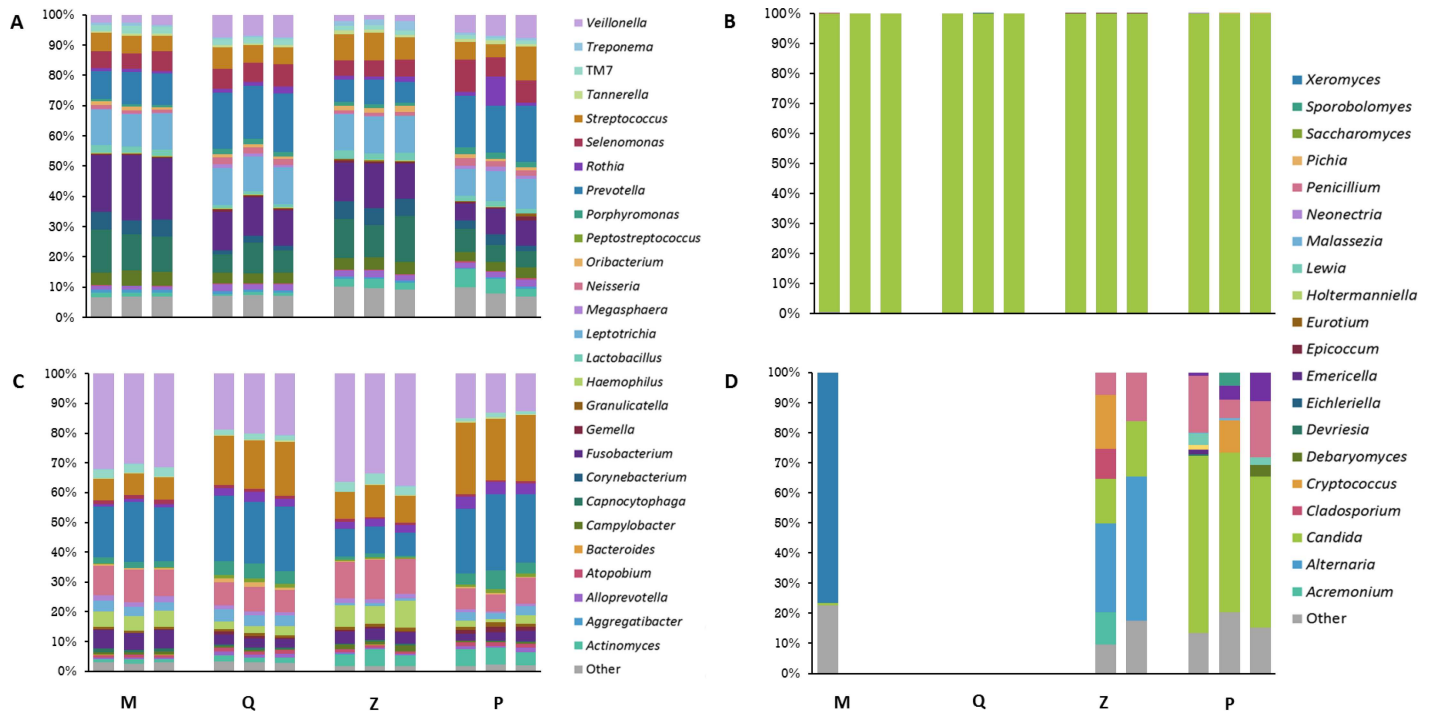 A
100%
90%
80%
70%
60%
50%
40%
30%
20%
10%
0%
C
100%
90%
80%
70%
60%
50%
40%
30%
20%
10%
0%
M Q Z P
Veillonella
Treponema
TM7
Tannerella
Streptococcus
Selenomonas
Rothia
Prevotella
Porphyromonas
Peptostreptococcus
Oribacterium
Neisseria
Megasphaera
Leptotrichia
Lactobacillus
Haemophilus
Granulicatella
Gemella
Fusobacterium
Corynebacterium
Capnocytophaga
Campylobacter
Bacteroides
Atopobium
Alloprevotella
Aggregatibacter
Actinomyces
Other
B
100%
90%
80%
70%
60%
50%
40%
30%
20%
10%
0%
D
100%
90%
80%
70%
60%
50%
40%
30%
20%
10%
0%
M Q Z P
Xeromyces
Sporobolomyes
Saccharomyces
Pichia
Penicillium
Neonectria
Malassezia
Lewia
Holtermanniella
Eurotium
Epicoccum
Emericella
Eichleriella
Devriesia
Debaryomyces
Cryptococcus
Cladosporium
Candida
Alternaria
Acremonium
Other